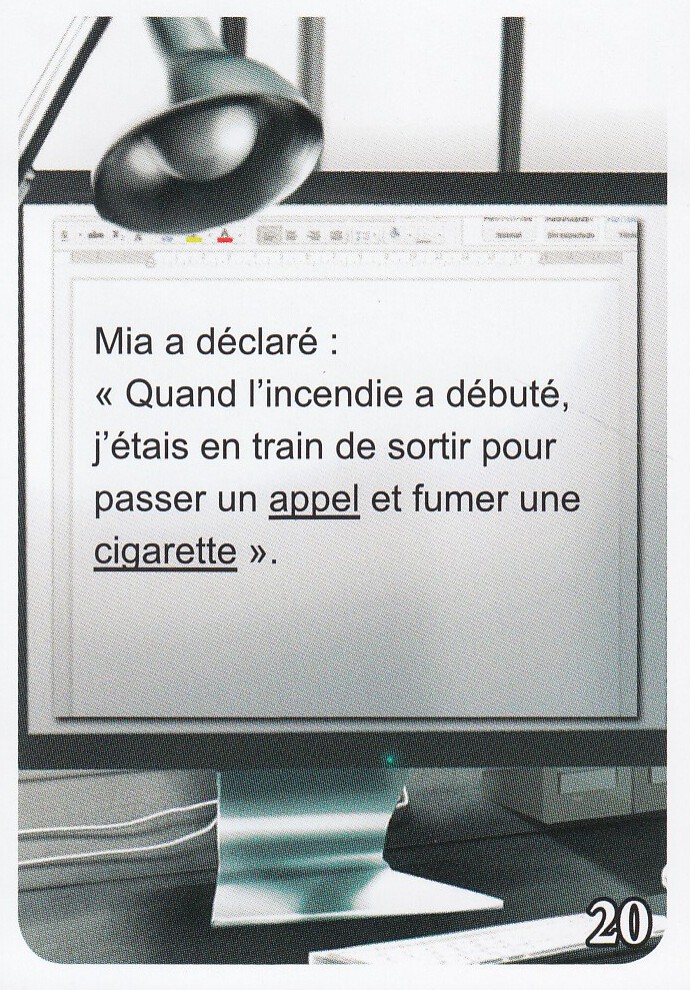 Mia a déclaré :
« Quand l’incendie a débuté,
j’étais en train de sortir pour
passer un appel et fumer une
cigarette ».
20